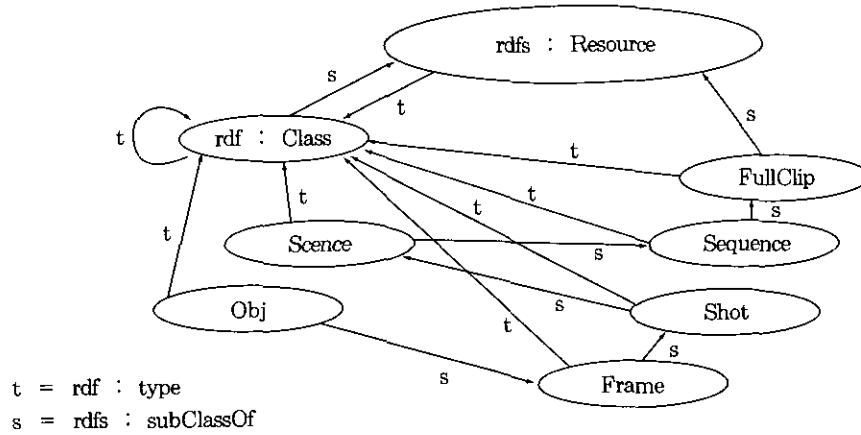 rdfs : Resource
s
t
s
t
rdf : Class
t
FullClip
t
t
t
s
t
Scence
s
Sequence
Obj
s
Shot
t
s
s
Frame
t = rdf : type
s = rdfs : subClassOf